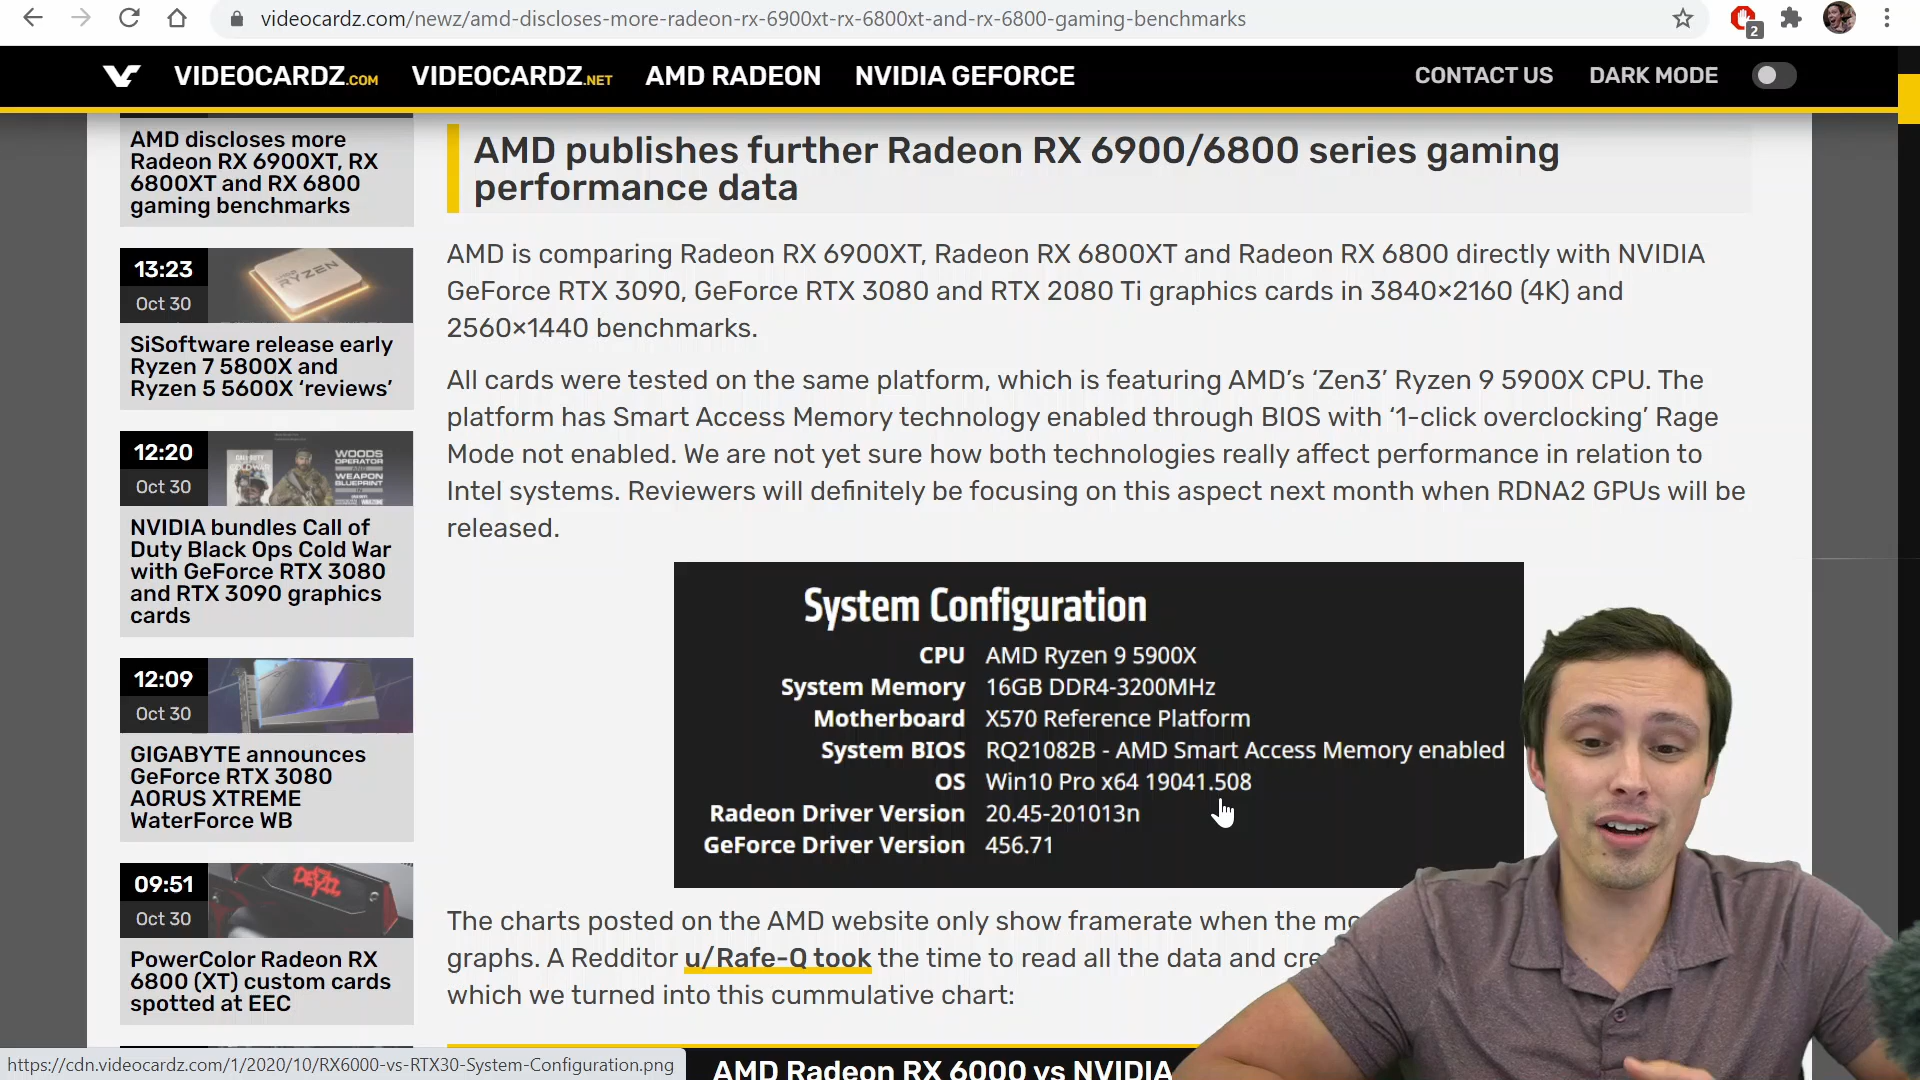 videocardz.com/newz/amd-discloses-more-radeon-rx-6900xt-rx-6800xt-and-rx-6800-gaming-benchmarks
2
VIDEOCARDZ.COM
VIDEOCARDZ.NET
AMD RADEON
NVIDIA GEFORCE
CONTACT US
DARK MODE
AMD discloses more
Radeon RX 6900XT, RX
6800XT and RX 6800
gaming benchmarks
13:23
Oct 30
RYZEN
SiSoftware release early
Ryzen 7 5800X and
Ryzen 5 5600X ‘reviews’
12:20
Oct 30
WOODS
OPERATOR
WEAPON
BLUEPRINT
NVIDIA bundles Call of
Duty Black Ops Cold War
with GeForce RTX 3080
and RTX 3090 graphics
cards
12:09
Oct 30
GIGABYTE announces
GeForce RTX 3080
AORUS XTREME
WaterForce WB
09:51
Oct 30
PowerColor Radeon RX
6800 (XT) custom cards
spotted at EEC
AMD publishes further Radeon RX 6900/6800 series gaming
performance data
AMD is comparing Radeon RX 6900XT, Radeon RX 6800XT and Radeon RX 6800 directly with NVIDIA
GeForce RTX 3090, GeForce RTX 3080 and RTX 2080 Ti graphics cards in 3840×2160 (4K) and
2560×1440 benchmarks.
All cards were tested on the same platform, which is featuring AMD’s ‘Zen3’ Ryzen 9 5900X CPU. The
platform has Smart Access Memory technology enabled through BIOS with ‘1-click overclocking’ Rage
Mode not enabled. We are not yet sure how both technologies really affect performance in relation to
Intel systems. Reviewers will definitely be focusing on this aspect next month when RDNA2 GPUs will be
released.
System Configuration
CPU AMD Ryzen 9 5900X
System Memory 16GB DDR4-3200MHz
Motherboard X570 Reference Platform
System BIOS RQ21082B - AMD Smart Access Memory enabled
OS Win10 Pro x64 19041.508
Radeon Driver Version 20.45-201013n
GeForce Driver Version 456.71
The charts posted on the AMD website only show framerate when the
graphs. A Redditor u/Rafe-Q took the time to read all the data and
which we turned into this cummulative chart:
AMD Radeon RX 6000 vs NVIDIA
https://cdn.videocardz.com/1/2020/10/RX6000-vs-RTX30-System-Configuration.png